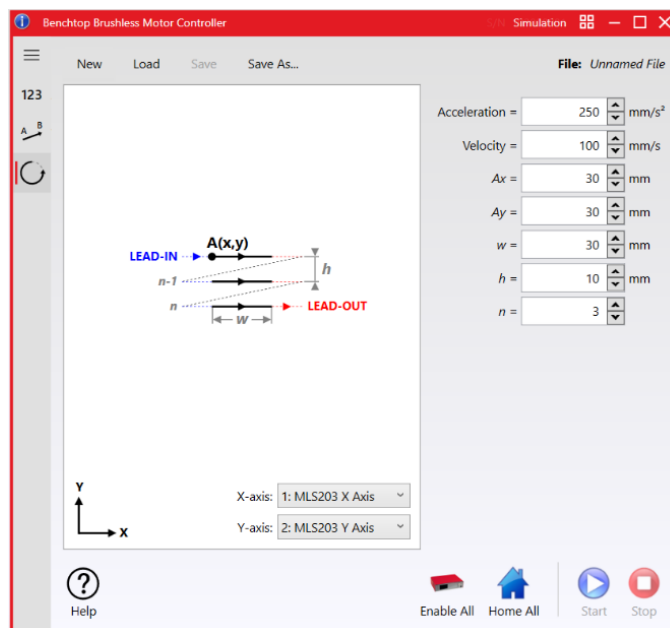 Benchtop Brushless Motor Controller
S/N Simulation
New Load Save Save As...
File: Unnamed File
123
A B
Acceleration = 250 mm/s²
Velocity = 100 mm/s
Ax = 30 mm
Ay = 30 mm
w = 30 mm
h = 10 mm
n = 3
A(x,y)
LEAD-IN
h
n-1
n
LEAD-OUT
w
Y
X
X-axis: 1: MLS203 X Axis
Y-axis: 2: MLS203 Y Axis
Help
Enable All Home All Start Stop